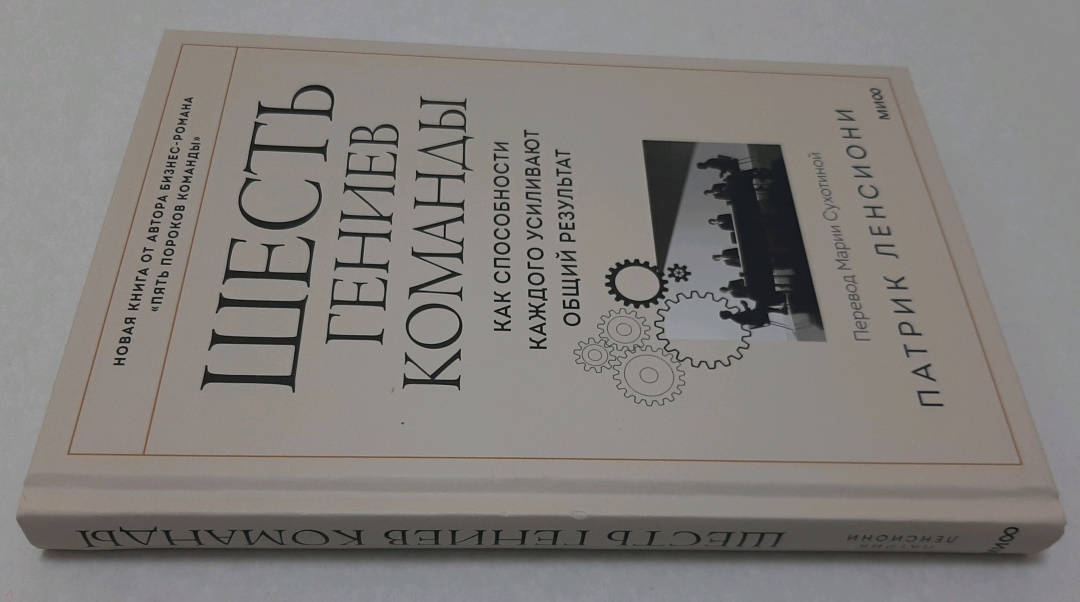 НОВАЯ КНИГА ОТ АВТОРА БИЗНЕС-РОМАНА
«ПЯТЬ ПОРОКОВ КОМАНДЫ»
ШЕСТЬ
ГЕНИЕВ
КОМАНДЫ
КАК СПОСОБНОСТИ
КАЖДОГО УСИЛИВАЮТ
ОБЩИЙ РЕЗУЛЬТАТ
Перевод Марии Сухотиной
ПАТРИК ЛЕНСИОНИ
МИФ
ПАТРИК
ЛЕНСИОНИ
ШЕСТЬ ГЕНИЕВ КОМАНДЫ
МИФ